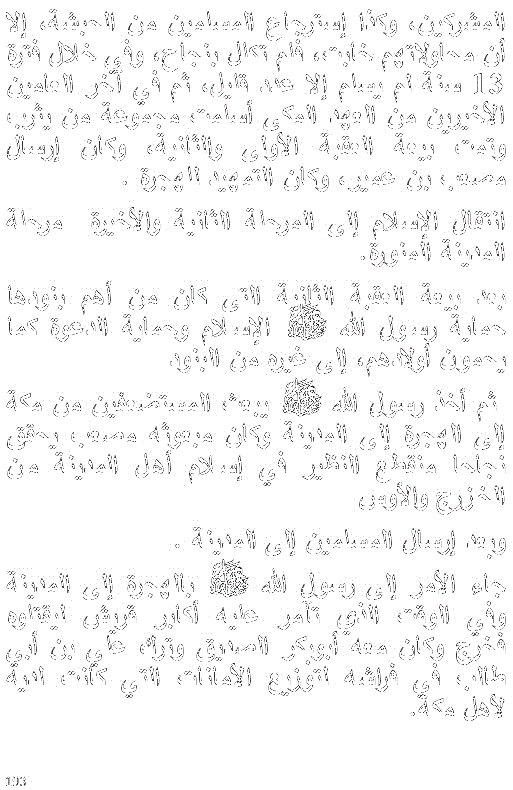 المشركين، وكذا إسترجاع المسلمين من الحبشة، إلا
أن محاولاتهم خابت، فلم تكلل بنجاح، وفي خلال فترة
13 سنة لم يسلم إلا عدد قليل، ثم في آخر العامين
الأخيرين من العهد المكي أسلمت مجموعة من يثرب
وتمت بيعة العقبة الأولى والثانية، وكان إرسال
مصعب بن عمير، وكان التمهيد للهجرة .
انتقال الإسلام إلى المرحلة الثانية والأخيرة مرحلة
المدينة المنورة.
بعد بيعة العقبة الثانية التي كان من أهم بنودها
حماية رسول الله ﷺ الإسلام وحماية الدعوة كما
يحمون أولادهم، إلى غيره من البنود
ثم أخذ رسول الله ﷺ يبعث المستضعفين من مكة
إلى الهجرة إلى المدينة وكان مبعوثه مصعب يحقق
نجاحا منقطع النظير في إسلام أهل المدينة من
الخزرج والأوس
وبعد إرسال المسلمين إلى المدينة .
جاء الأمر إلى رسول الله ﷺ بالهجرة إلى المدينة
وفي الوقت الذي تآمر عليه أكابر قريش ليقتلوه
فخرج وكان معه أبوبكر الصديق وترك علي بن أبي
طالب في فراشه لتوزيع الأمانات التي كانت لديه
لأهل مكة.
193